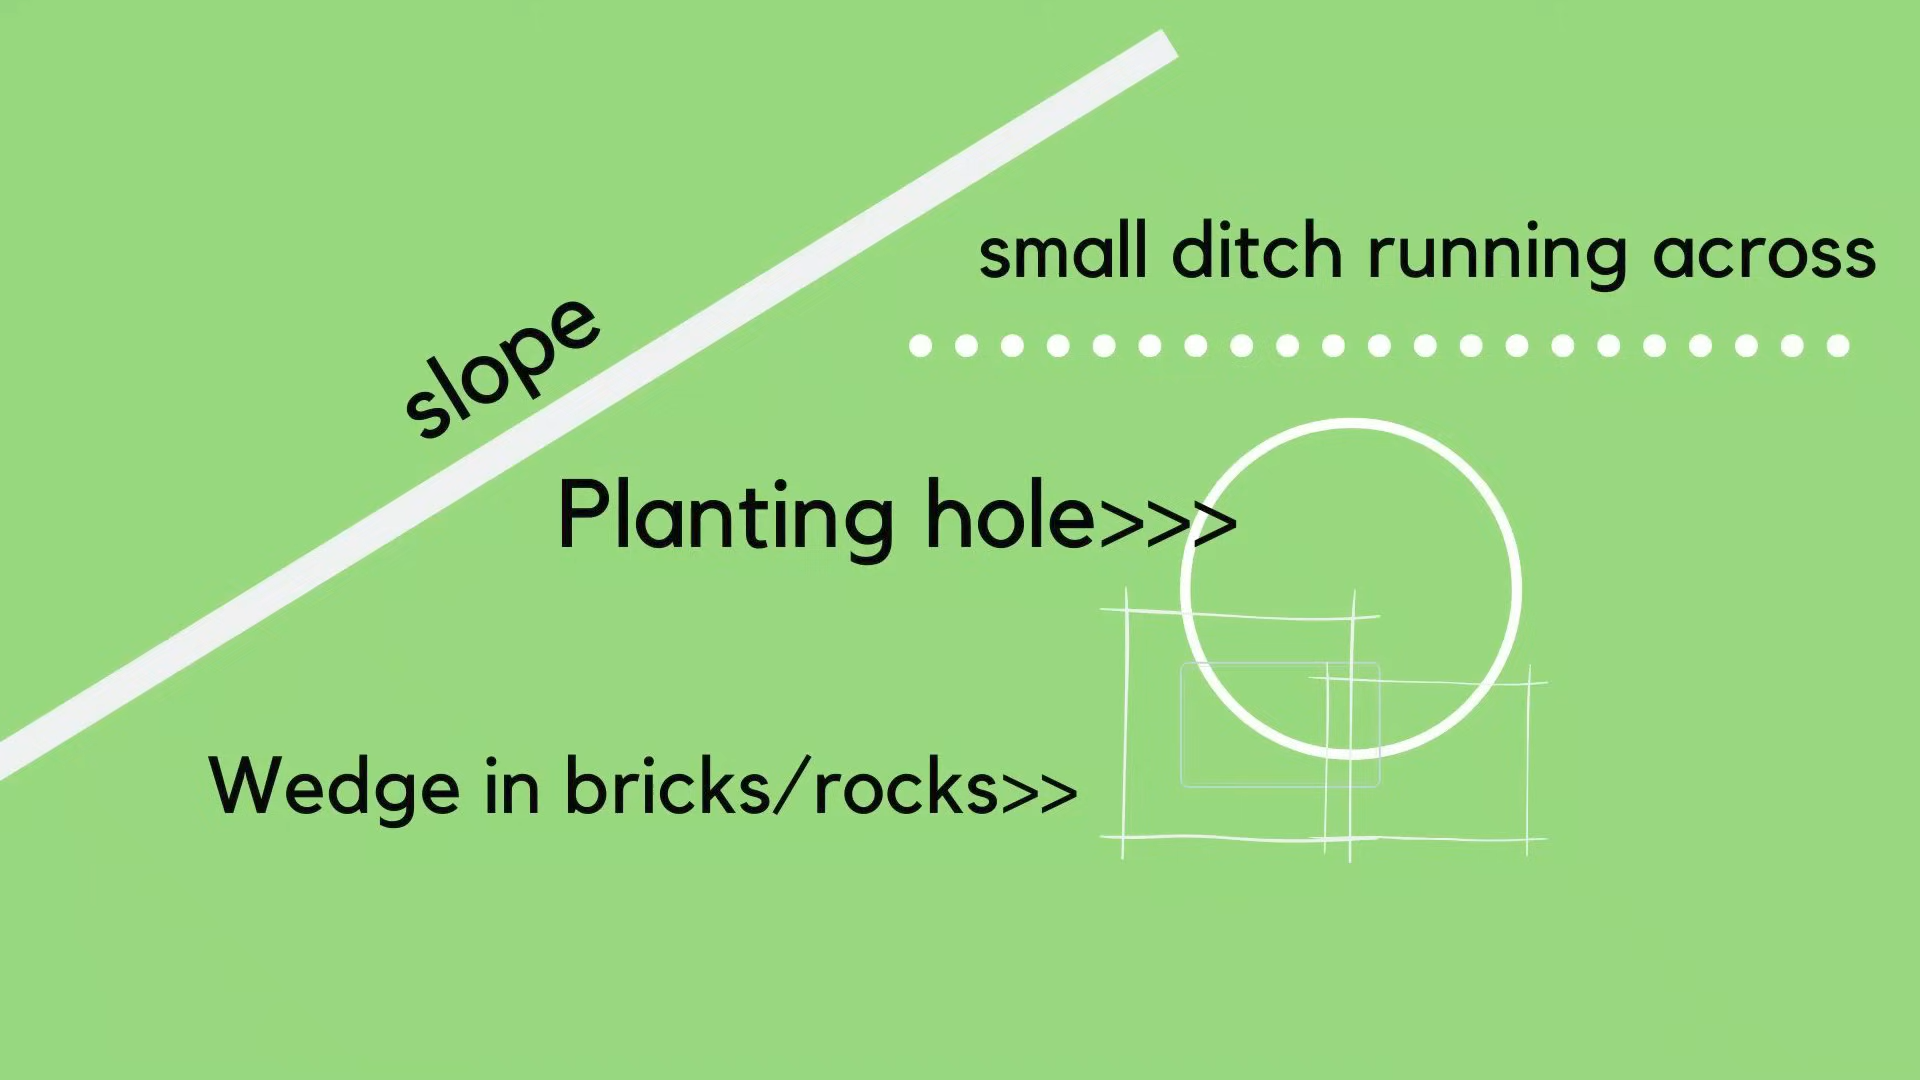 small ditch running across
slope
Planting hole>>>
Wedge in bricks/rocks>>